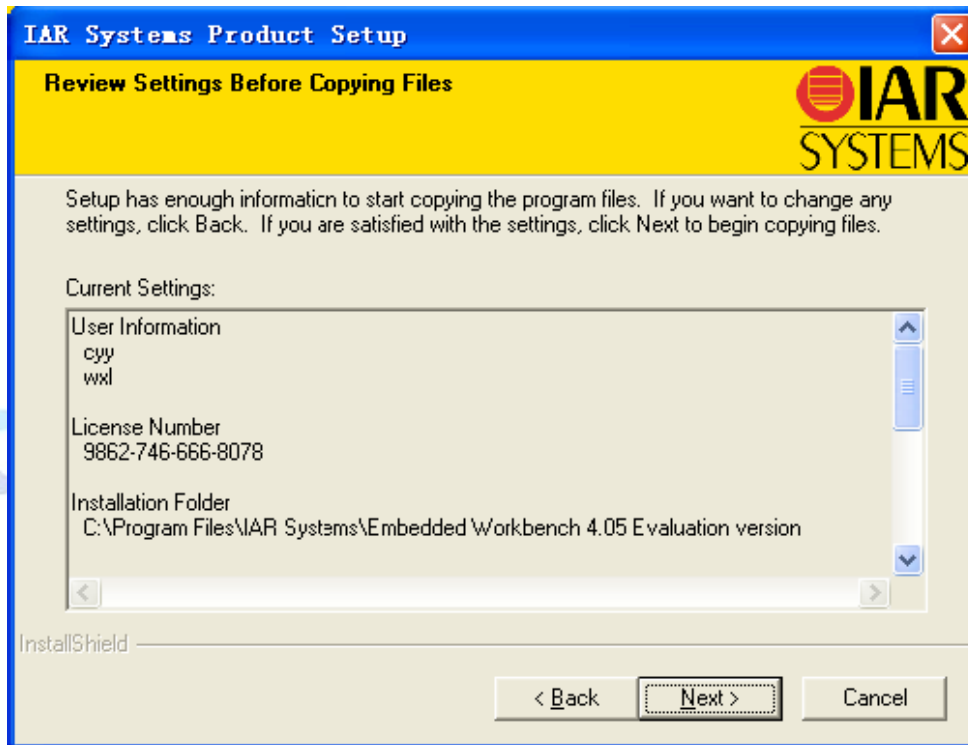 IAR Systems Product Setup
Review Settings Before Copying Files
IAR
SYSTEMS
Setup has enough information to start copying the program files.  If you want to change any
settings, click Back.  If you are satisfied with the settings, click Next to begin copying files.
Current Settings:
User Information
cyy
wxl
License Number
9862-746-666-8078
Installation Folder
C:\Program Files\IAR Systems\Embedded Workbench 4.05 Evaluation version
InstallShield
< Back
Next >
Cancel